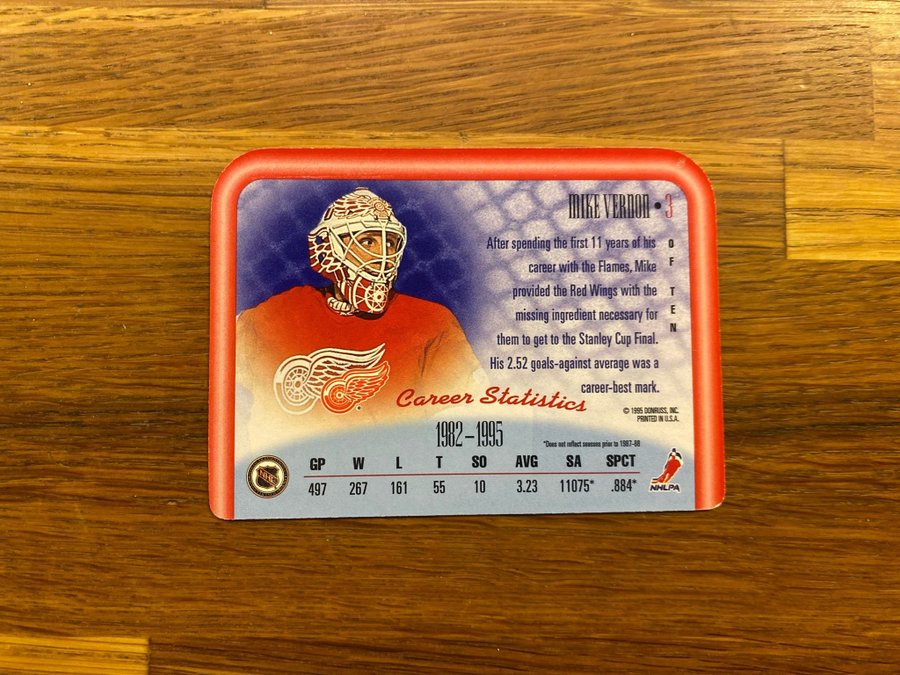 MIKE VERNON • 3
OF TEN
After spending the first 11 years of his
career with the Flames, Mike
provided the Red Wings with the
missing ingredient necessary for
them to get to the Stanley Cup Final.
His 2.52 goals-against average was a
career-best mark.
Career Statistics
© 1995 DONRUSS, INC.
PRINTED IN U.S.A.
1982–1995
*Does not reflect seasons prior to 1987-88
GP W L T SO AVG SA SPCT
497 267 161 55 10 3.23 11075* .884*
NHL
NHLPA